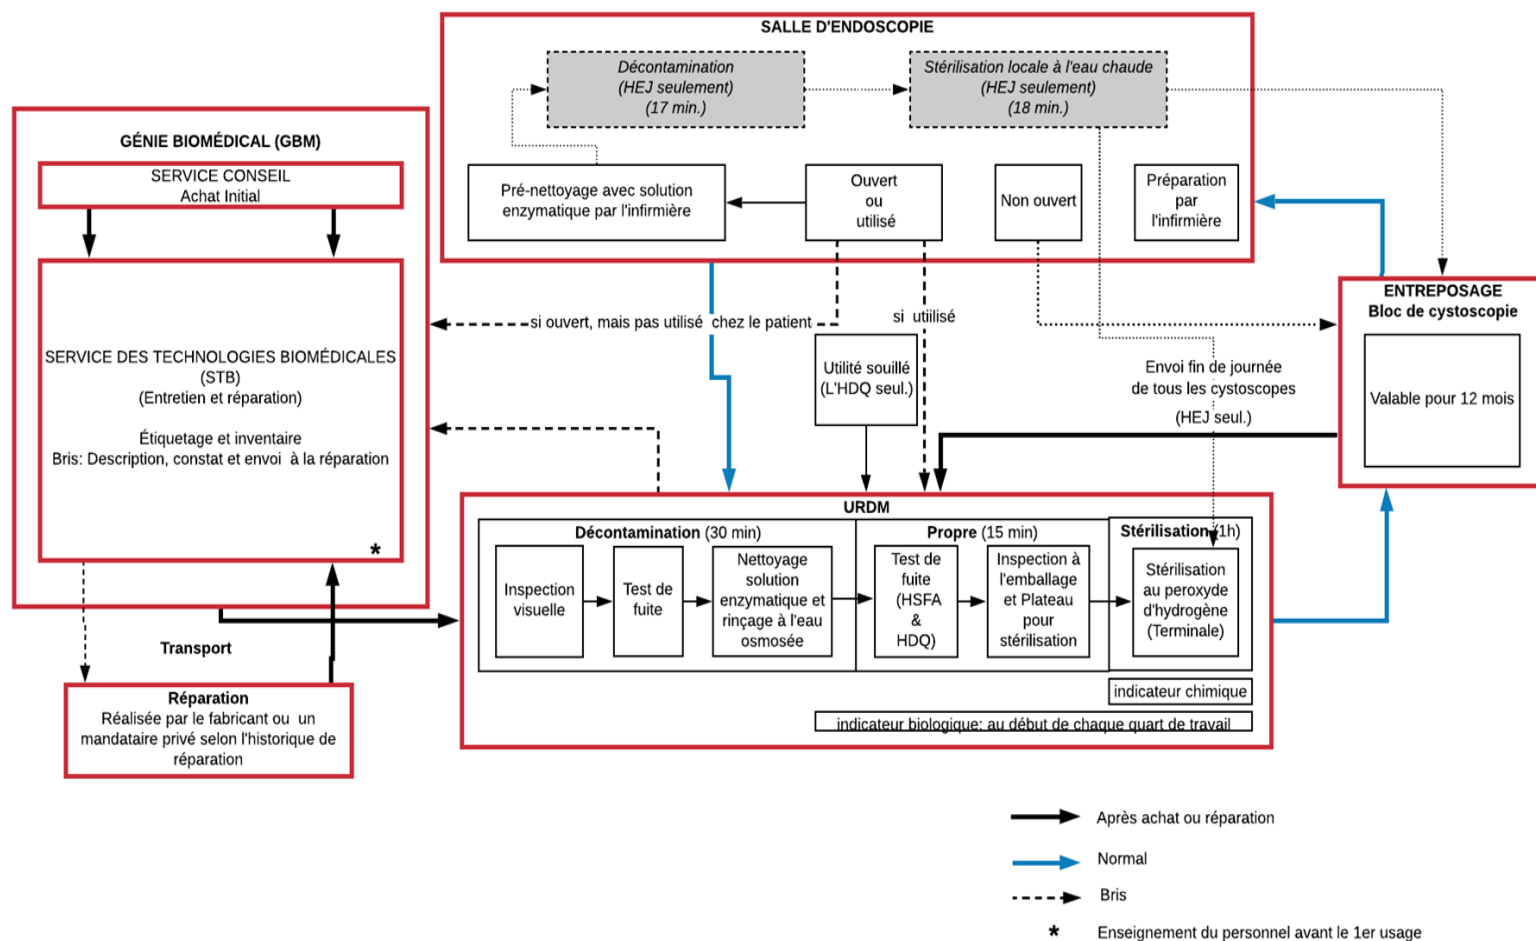 SALLE D'ENDOSCOPIE
Décontamination
(HEJ seulement)
(17 min.)
Stérilisation locale à l'eau chaude
(HEJ seulement)
(18 min.)
Pré-nettoyage avec solution
enzymatique par l'infirmière
Ouvert
ou
utilisé
Non ouvert
Préparation
par
l'infirmière
GÉNIE BIOMÉDICAL (GBM)
SERVICE CONSEIL
Achat Initial
SERVICE DES TECHNOLOGIES BIOMÉDICALES
(STB)
(Entretien et réparation)
Étiquetage et inventaire
Bris: Description, constat et envoi à la réparation
*
si ouvert, mais pas utilisé chez le patient
si utiilisé
Utilité souillé
(L'HDQ seul.)
Envoi fin de journée
de tous les cystoscopes
(HEJ seul.)
ENTREPOSAGE
Bloc de cystoscopie
Valable pour 12 mois
URDM
Décontamination (30 min)
Inspection
visuelle
Test de
fuite
Nettoyage
solution
enzymatique et
rinçage à l'eau
osmosée
Propre (15 min)
Test de
fuite
(HSFA
&
HDQ)
Inspection à
l'emballage
et Plateau
pour
stérilisation
Stérilisation (1h)
Stérilisation
au peroxyde
d'hydrogène
(Terminale)
indicateur chimique
indicateur biologique: au début de chaque quart de travail
Transport
Réparation
Réalisée par le fabricant ou un
mandataire privé selon l'historique de
réparation
Après achat ou réparation
Normal
Bris
* Enseignement du personnel avant le 1er usage